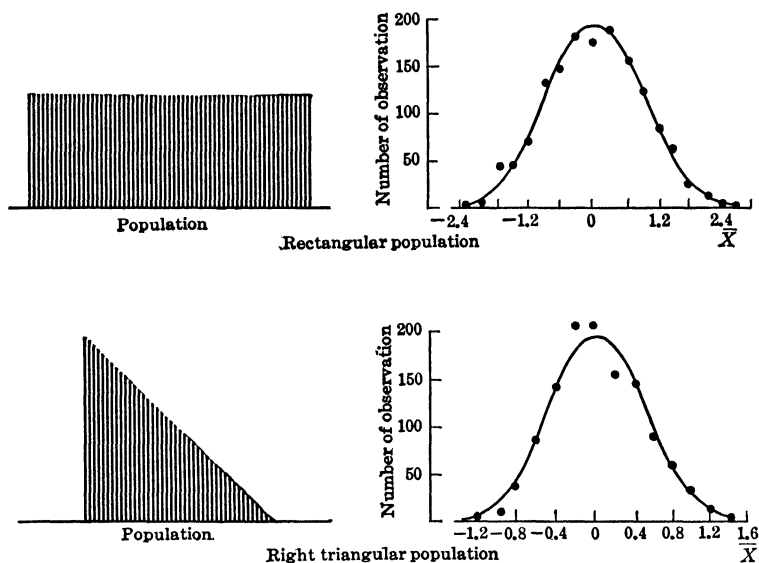 200
150
100
50
Number of observation
-2.4 -1.2 0 1.2 2.4
X̿
Population
Rectangular population
200
150
100
50
Number of observation
-1.2 -0.8 -0.4 0 0.4 0.8 1.2 1.6
X̿
Population
Right triangular population